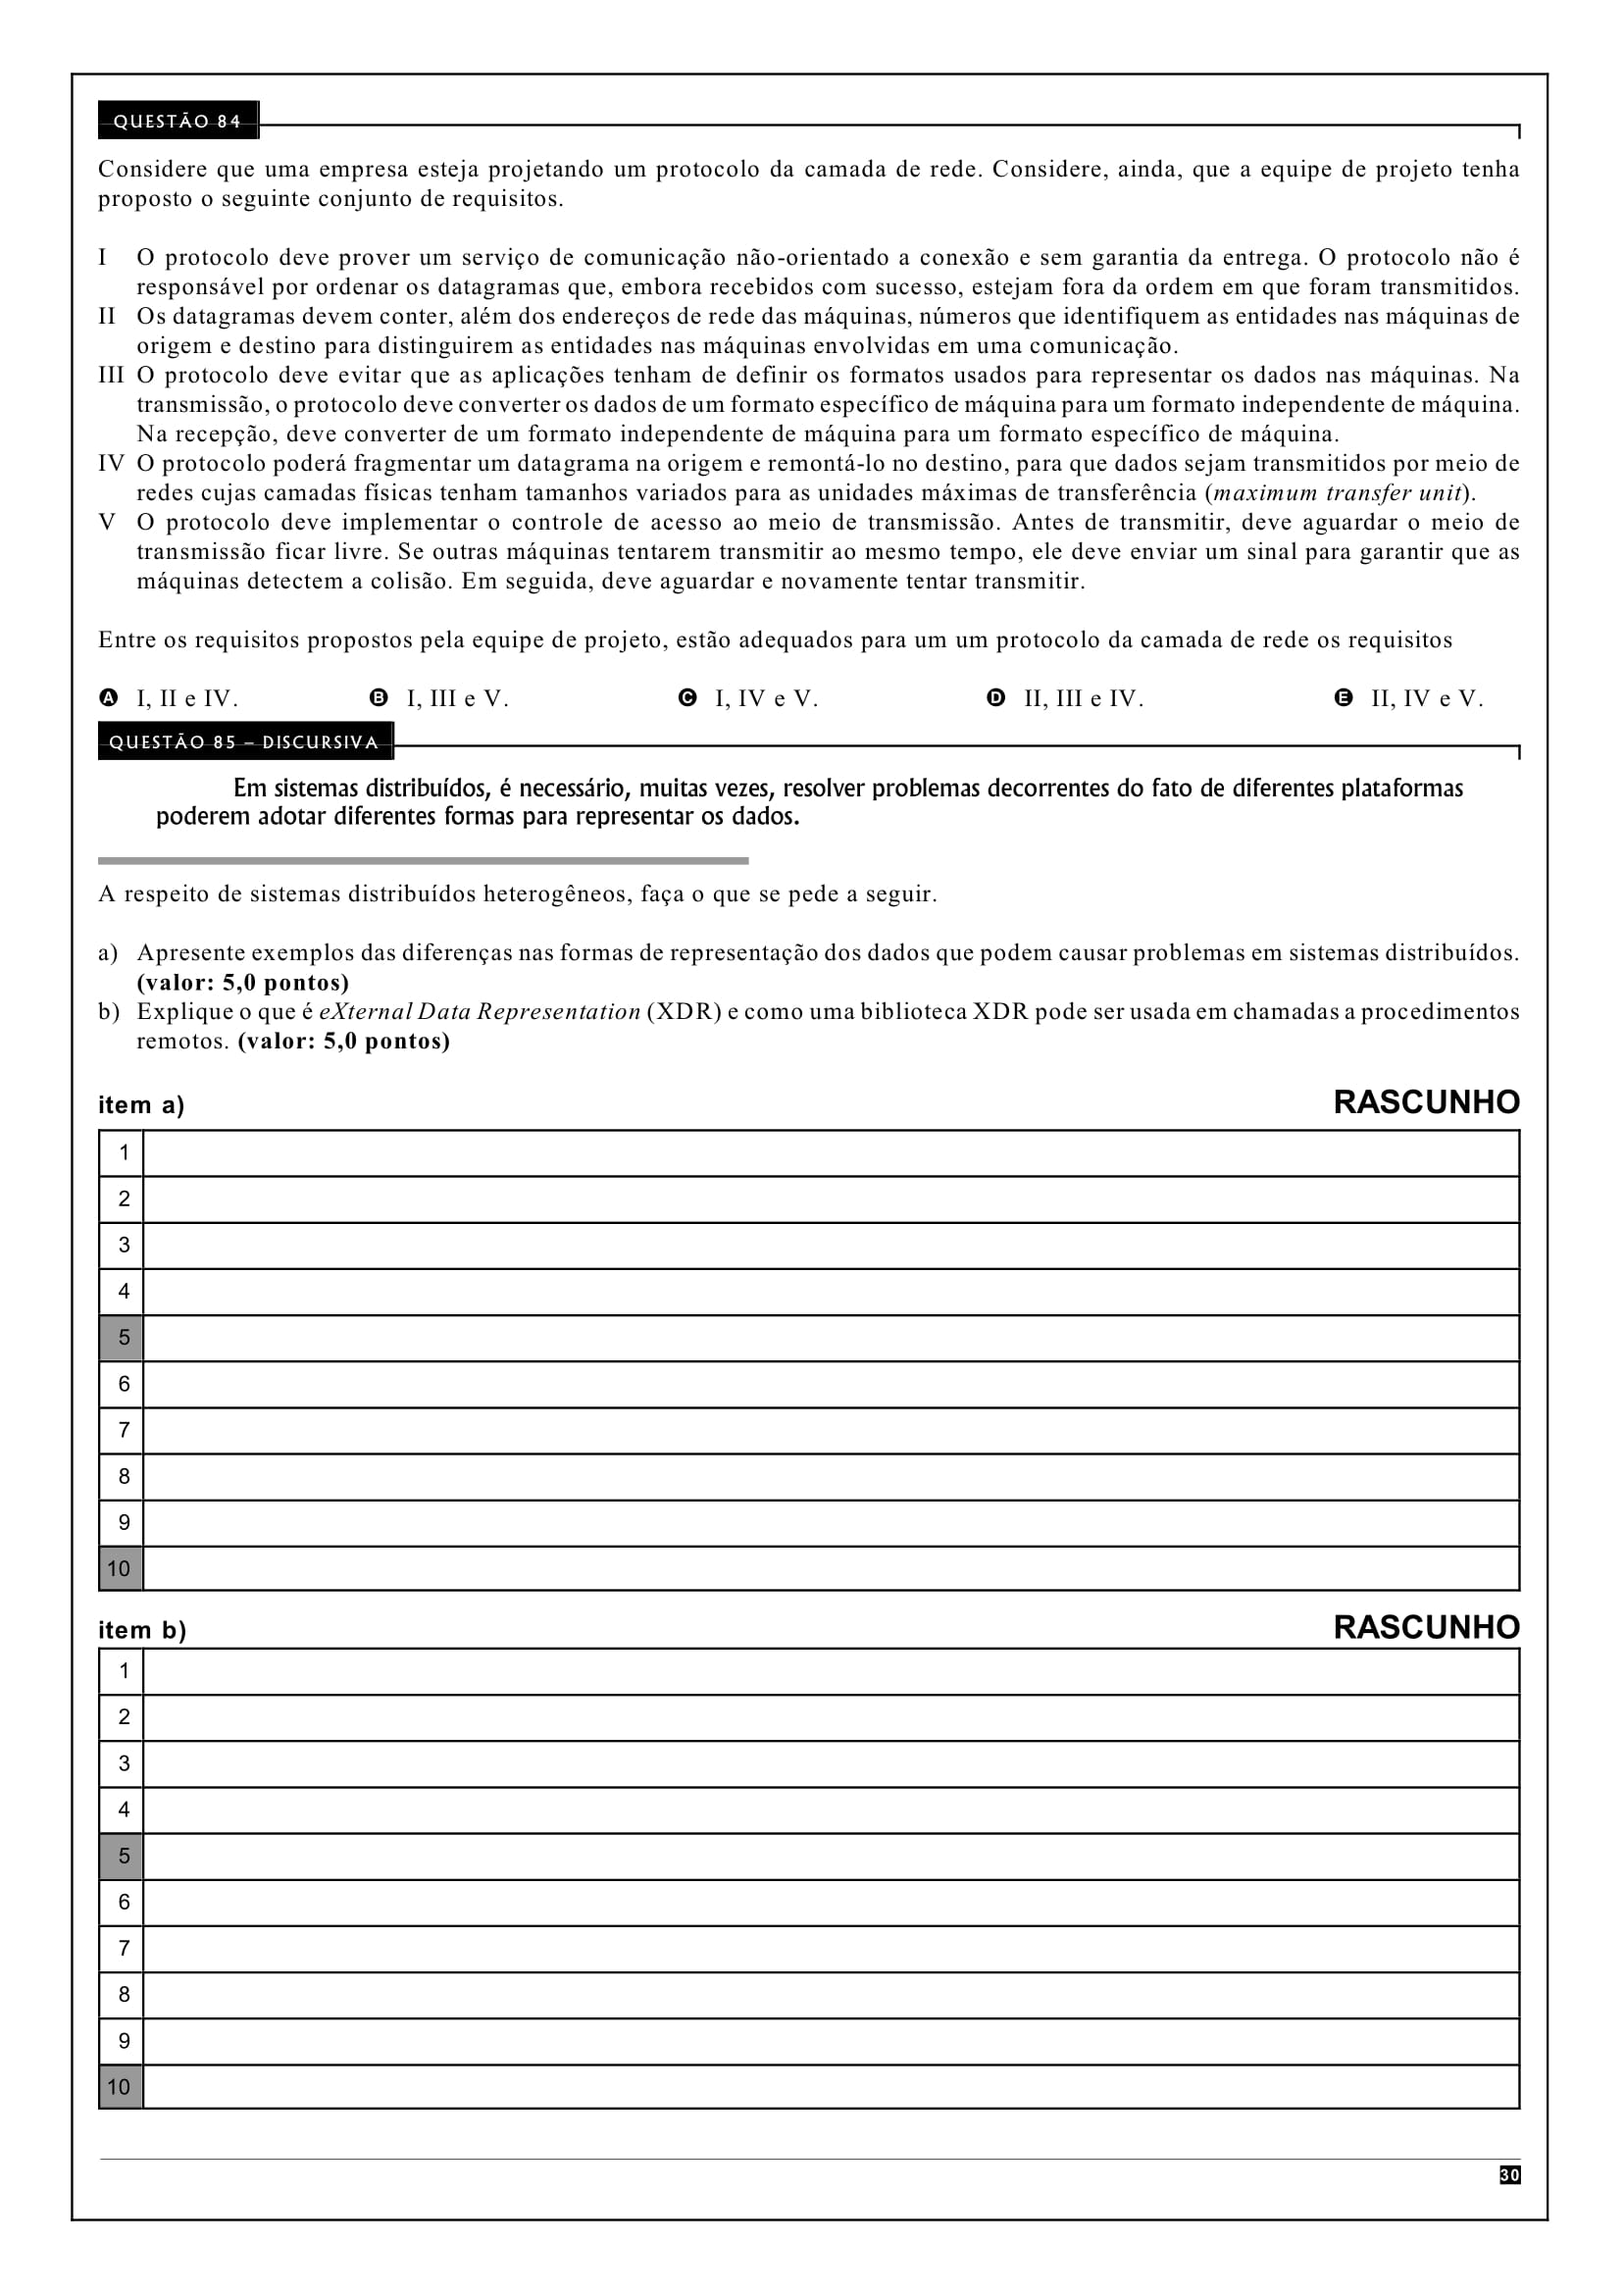 QUESTÃO 84
Considere que uma empresa esteja projetando um protocolo da camada de rede. Considere, ainda, que a equipe de projeto tenha
proposto o seguinte conjunto de requisitos.
I O protocolo deve prover um serviço de comunicação não-orientado a conexão e sem garantia da entrega. O protocolo não é
responsável por ordenar os datagramas que, embora recebidos com sucesso, estejam fora da ordem em que foram transmitidos.
II Os datagramas devem conter, além dos endereços de rede das máquinas, números que identifiquem as entidades nas máquinas de
origem e destino para distinguirem as entidades nas máquinas envolvidas em uma comunicação.
III O protocolo deve evitar que as aplicações tenham de definir os formatos usados para representar os dados nas máquinas. Na
transmissão, o protocolo deve converter os dados de um formato específico de máquina para um formato independente de máquina.
Na recepção, deve converter de um formato independente de máquina para um formato específico de máquina.
IV O protocolo poderá fragmentar um datagrama na origem e remontá-lo no destino, para que dados sejam transmitidos por meio de
redes cujas camadas físicas tenham tamanhos variados para as unidades máximas de transferência (maximum transfer unit).
V O protocolo deve implementar o controle de acesso ao meio de transmissão. Antes de transmitir, deve aguardar o meio de
transmissão ficar livre. Se outras máquinas tentarem transmitir ao mesmo tempo, ele deve enviar um sinal para garantir que as
máquinas detectem a colisão. Em seguida, deve aguardar e novamente tentar transmitir.
Entre os requisitos propostos pela equipe de projeto, estão adequados para um um protocolo da camada de rede os requisitos
A I, II e IV. B I, III e V. C I, IV e V. D II, III e IV. E II, IV e V.
QUESTÃO 85 – DISCURSIVA
Em sistemas distribuídos, é necessário, muitas vezes, resolver problemas decorrentes do fato de diferentes plataformas
poderem adotar diferentes formas para representar os dados.
A respeito de sistemas distribuídos heterogêneos, faça o que se pede a seguir.
a) Apresente exemplos das diferenças nas formas de representação dos dados que podem causar problemas em sistemas distribuídos.
(valor: 5,0 pontos)
b) Explique o que é eXternal Data Representation (XDR) e como uma biblioteca XDR pode ser usada em chamadas a procedimentos
remotos. (valor: 5,0 pontos)
item a) RASCUNHO
1
2
3
4
5
6
7
8
9
10
item b) RASCUNHO
1
2
3
4
5
6
7
8
9
10
30